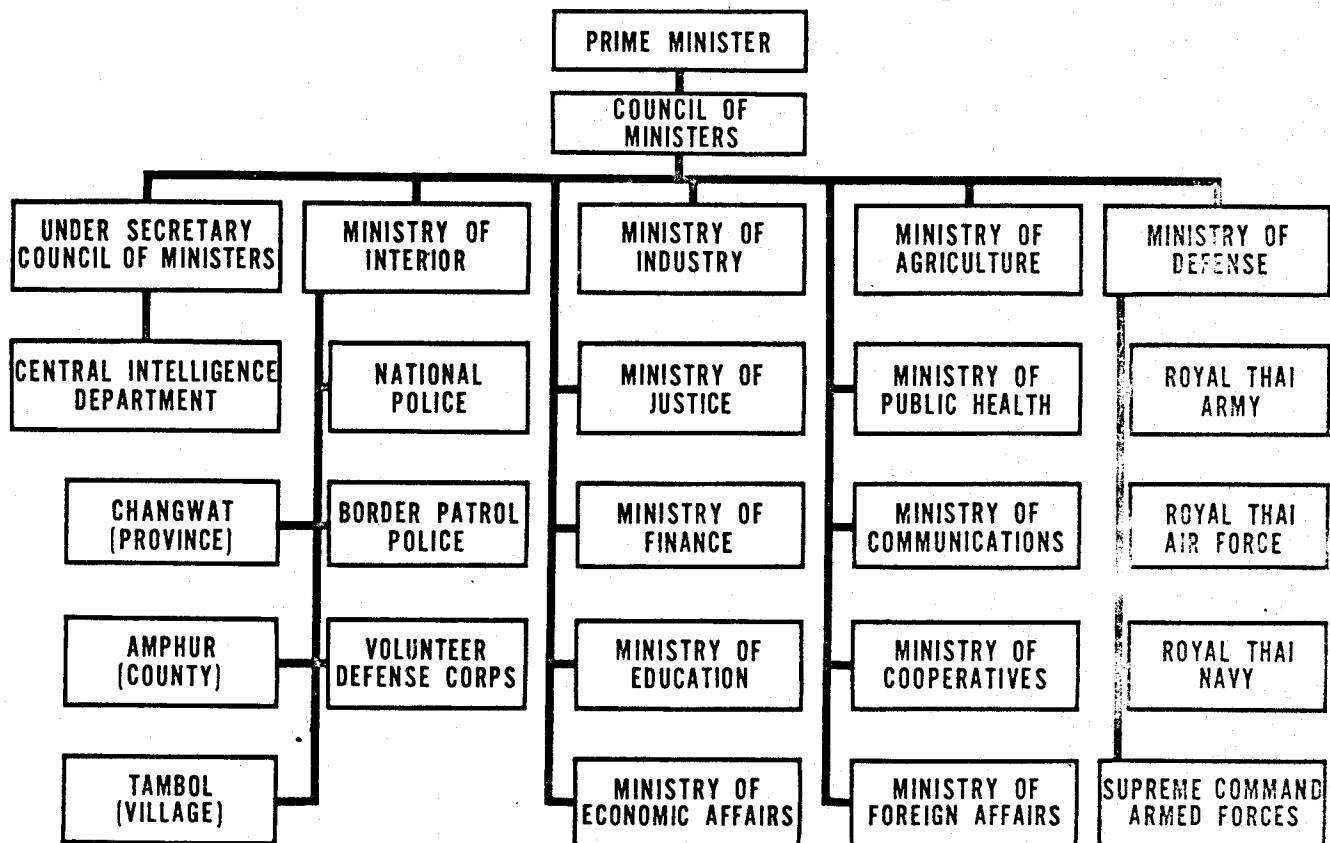 PRIME MINISTER
COUNCIL OF
MINISTERS
UNDER SECRETARY
COUNCIL OF MINISTERS
MINISTRY OF
INTERIOR
MINISTRY OF
INDUSTRY
MINISTRY OF
AGRICULTURE
MINISTRY OF
DEFENSE
CENTRAL INTELLIGENCE
DEPARTMENT
NATIONAL
POLICE
MINISTRY OF
JUSTICE
MINISTRY OF
PUBLIC HEALTH
ROYAL THAI
ARMY
CHANGWAT
(PROVINCE)
BORDER PATROL
POLICE
MINISTRY OF
FINANCE
MINISTRY OF
COMMUNICATIONS
ROYAL THAI
AIR FORCE
AMPHUR
(COUNTY)
VOLUNTEER
DEFENSE CORPS
MINISTRY OF
EDUCATION
MINISTRY OF
COOPERATIVES
ROYAL THAI
NAVY
TAMBOL
(VILLAGE)
MINISTRY OF
ECONOMIC AFFAIRS
MINISTRY OF
FOREIGN AFFAIRS
SUPREME COMMAND
ARMED FORCES